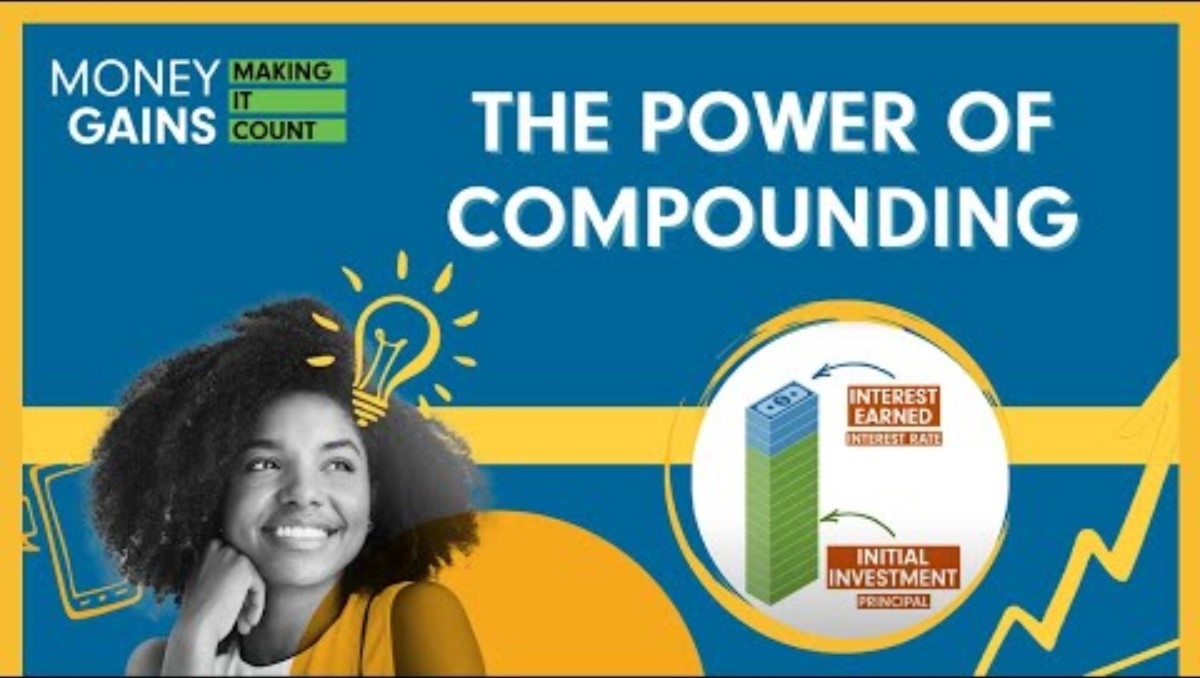 MONEY
GAINS
MAKING
IT
COUNT
THE POWER OF
COMPOUNDING
INTEREST
EARNED
INTEREST RATE
INITIAL
INVESTMENT
PRINCIPAL